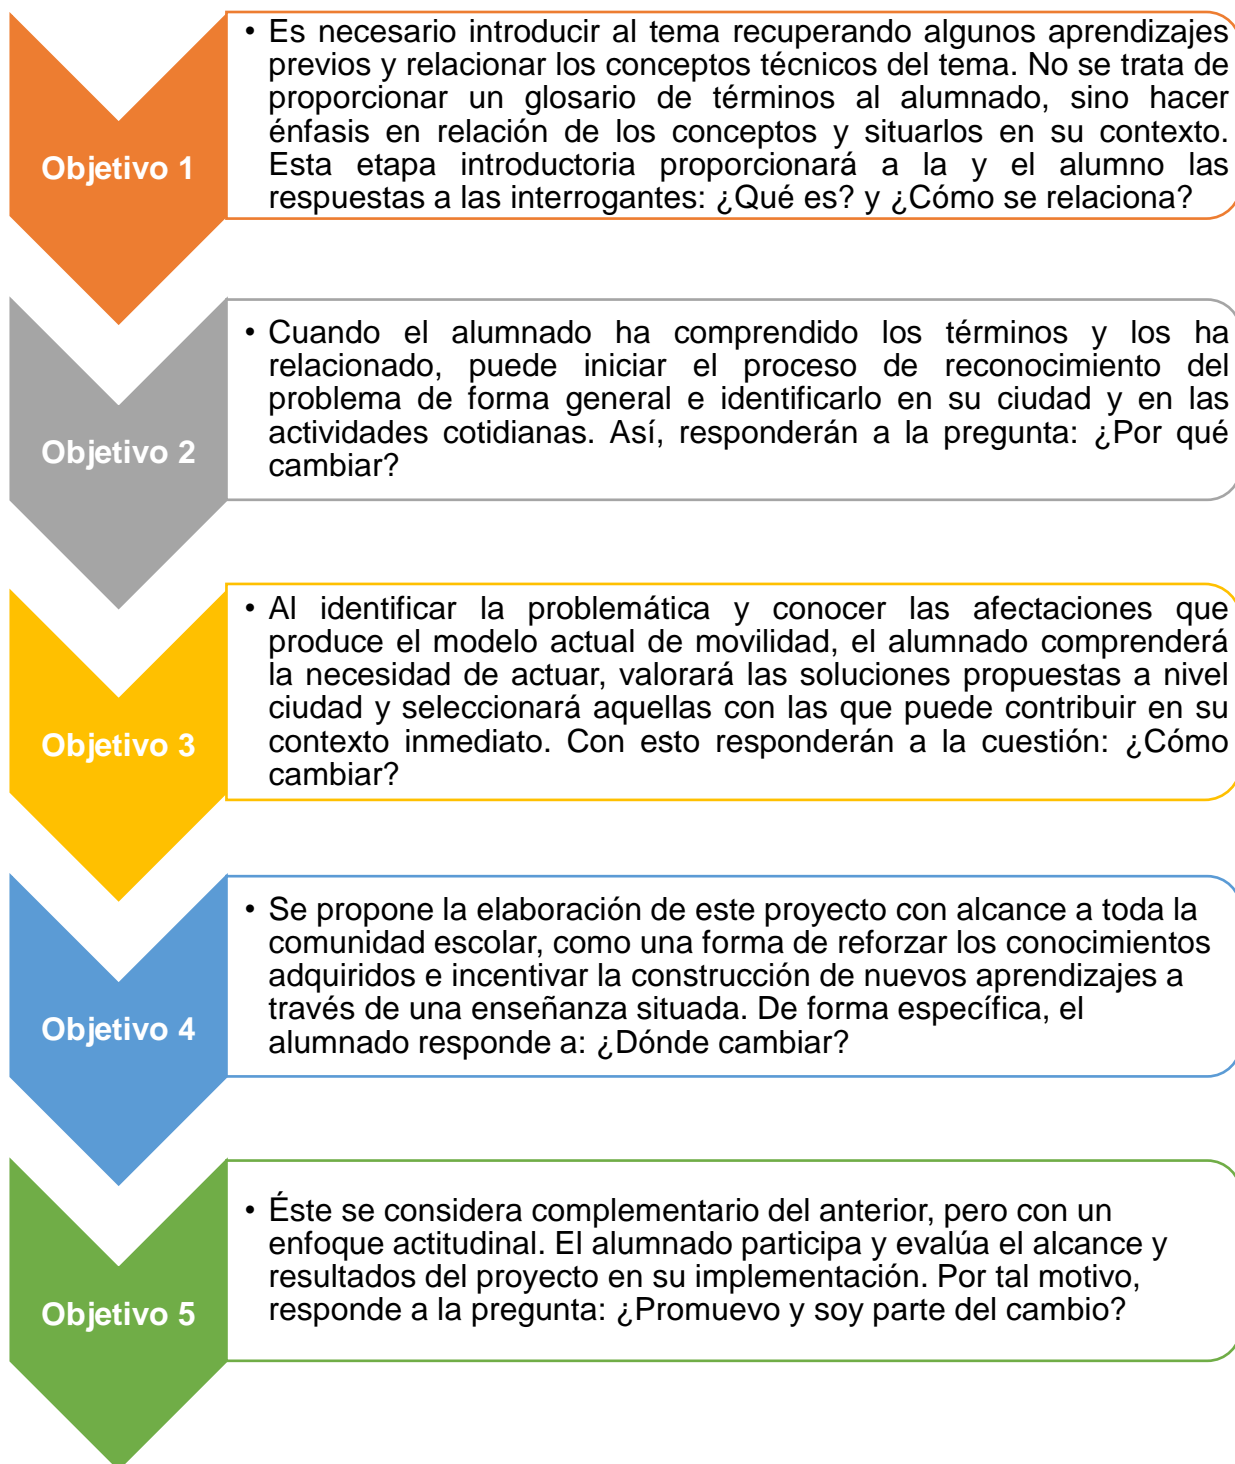 Objetivo 1
• Es necesario introducir al tema recuperando algunos aprendizajes
previos y relacionar los conceptos técnicos del tema. No se trata de
proporcionar un glosario de términos al alumnado, sino hacer
énfasis en relación de los conceptos y situarlos en su contexto.
Esta etapa introductoria proporcionará a la y el alumno las
respuestas a las interrogantes: ¿Qué es? y ¿Cómo se relaciona?
Objetivo 2
• Cuando el alumnado ha comprendido los términos y los ha
relacionado, puede iniciar el proceso de reconocimiento del
problema de forma general e identificarlo en su ciudad y en las
actividades cotidianas. Así, responderán a la pregunta: ¿Por qué
cambiar?
Objetivo 3
• Al identificar la problemática y conocer las afectaciones que
produce el modelo actual de movilidad, el alumnado comprenderá
la necesidad de actuar, valorará las soluciones propuestas a nivel
ciudad y seleccionará aquellas con las que puede contribuir en su
contexto inmediato. Con esto responderán a la cuestión: ¿Cómo
cambiar?
Objetivo 4
• Se propone la elaboración de este proyecto con alcance a toda la
comunidad escolar, como una forma de reforzar los conocimientos
adquiridos e incentivar la construcción de nuevos aprendizajes a
través de una enseñanza situada. De forma específica, el
alumnado responde a: ¿Dónde cambiar?
Objetivo 5
• Éste se considera complementario del anterior, pero con un
enfoque actitudinal. El alumnado participa y evalúa el alcance y
resultados del proyecto en su implementación. Por tal motivo,
responde a la pregunta: ¿Promuevo y soy parte del cambio?